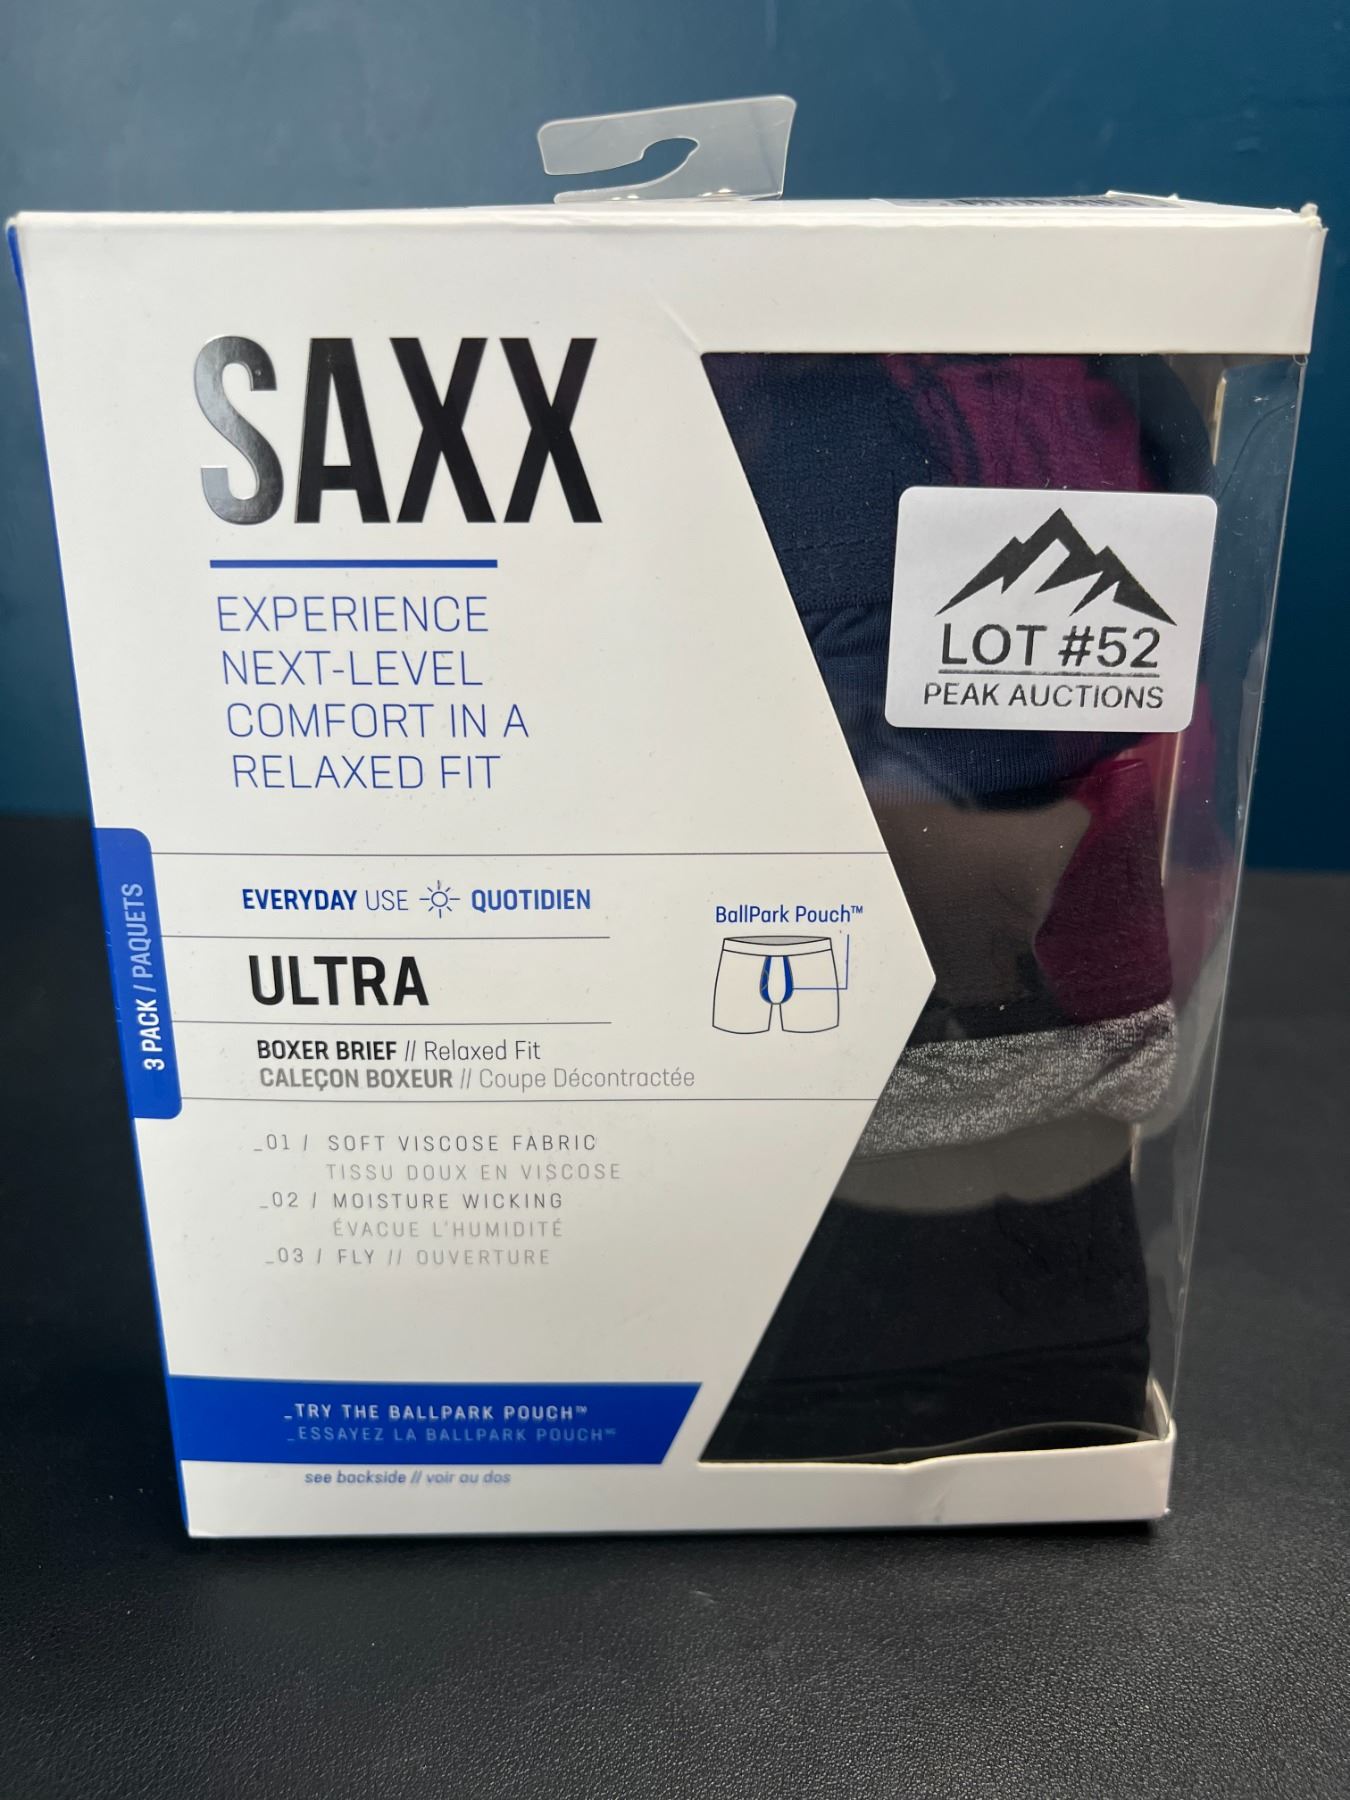 SAXX
EXPERIENCE
NEXT-LEVEL
COMFORT IN A
RELAXED FIT
LOT #52
PEAK AUCTIONS
3 PACK / PAQUETS
EVERYDAY USE QUOTIDIEN
ULTRA
BOXER BRIEF // Relaxed Fit
CALEÇON BOXEUR // Coupe Décontractée
BallPark Pouch™
_01 / SOFT VISCOSE FABRIC
TISSU DOUX EN VISCOSE
_02 / MOISTURE WICKING
ÉVACUE L'HUMIDITÉ
_03 / FLY // OUVERTURE
_TRY THE BALLPARK POUCH™
_ESSAYEZ LA BALLPARK POUCH ᴹᶜ
see backside // voir au dos